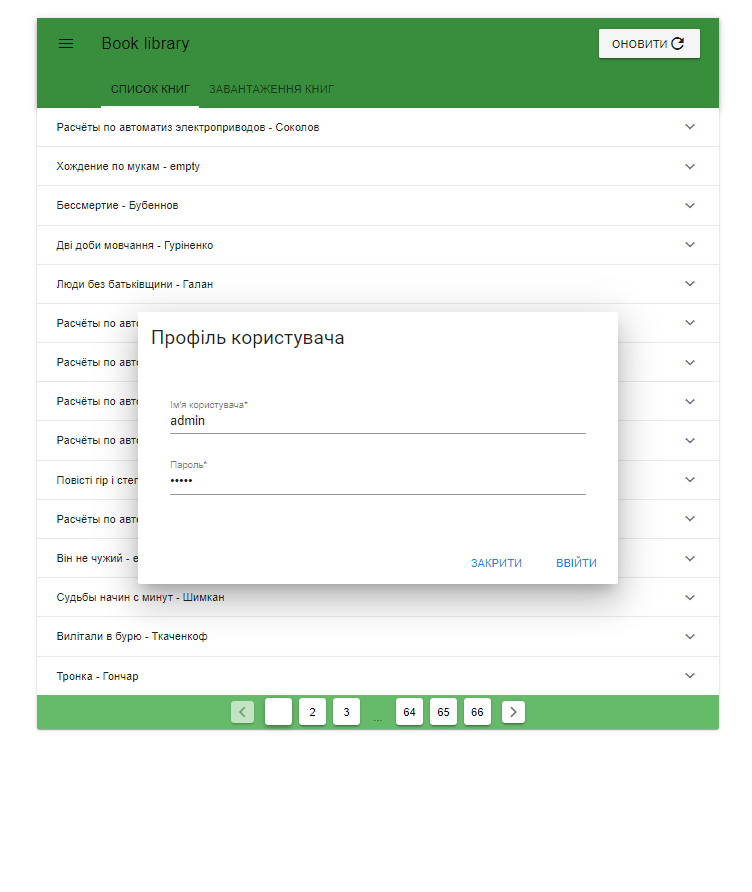 Book library
ОНОВИТИ
СПИСОК КНИГ
ЗАВАНТАЖЕННЯ КНИГ
Расчёты по автоматиз электроприводов - Соколов
Хождение по мукам - empty
Бессмертие - Бубеннов
Дві доби мовчання - Гуріненко
Люди без батьківщини - Галан
Расчёты по авто
Расчёты по авто
Расчёты по авто
Расчёты по авто
Повісті гір і степ
Расчёты по авто
Він не чужий - e
Профіль користувача
Ім'я користувача*
admin
Пароль*
•••••
ЗАКРИТИ
ВВІЙТИ
Судьбы начин с минут - Шимкан
Вилітали в бурю - Ткаченкоф
Тронка - Гончар
2 3 ... 64 65 66